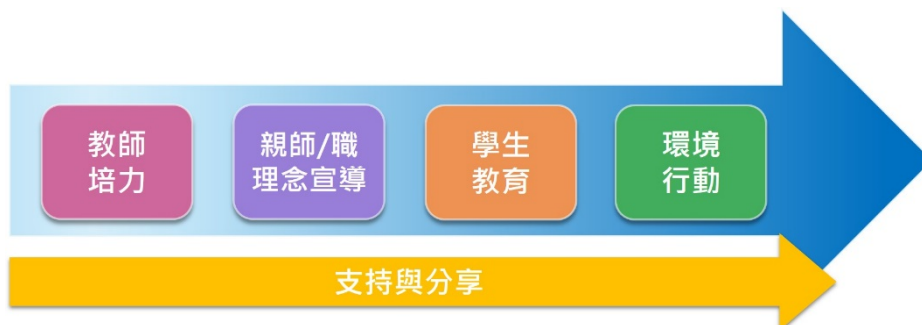 教師
培力
親師/職
理念宣導
學生
教育
環境
行動
支持與分享